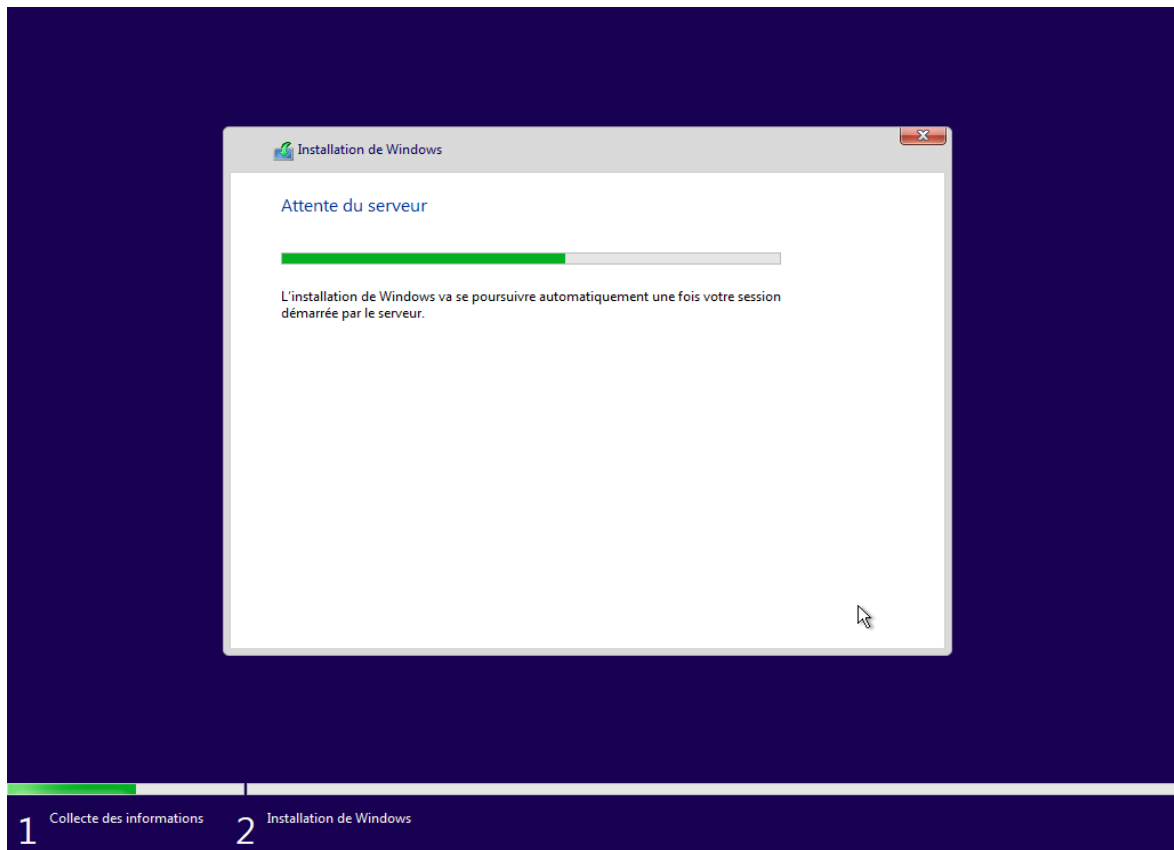 Installation de Windows
Attente du serveur
L'installation de Windows va se poursuivre automatiquement une fois votre session
démarrée par le serveur.
1 Collecte des informations
2 Installation de Windows